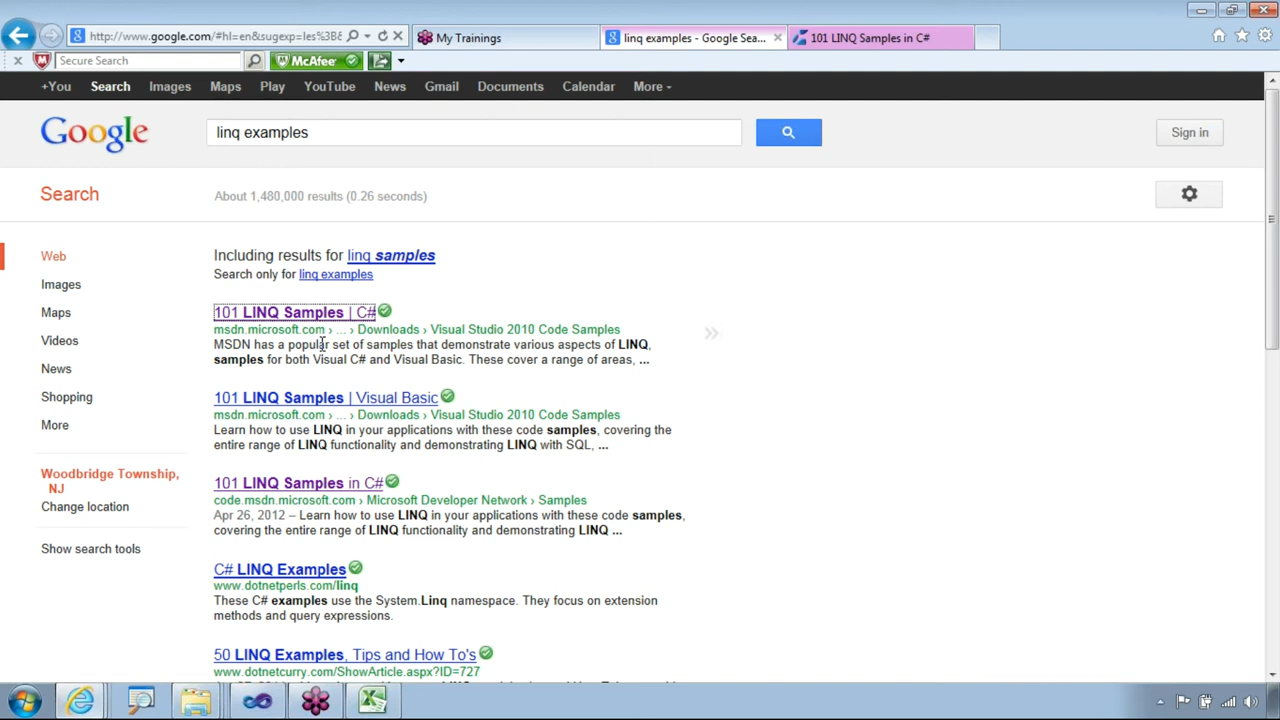 http://www.google.com/#hl=en&sugexp=les%3B
My Trainings
linq examples - Google Sea...
101 LINQ Samples in C#
Secure Search
McAfee
+You Search Images Maps Play YouTube News Gmail Documents Calendar More
Google
linq examples
Sign in
Search
About 1,480,000 results (0.26 seconds)
Web
Images
Maps
Videos
News
Shopping
More
Woodbridge Township,
NJ
Change location
Show search tools
Including results for linq samples
Search only for linq examples
101 LINQ Samples | C#
msdn.microsoft.com › ... › Downloads › Visual Studio 2010 Code Samples
MSDN has a popular set of samples that demonstrate various aspects of LINQ,
samples for both Visual C# and Visual Basic. These cover a range of areas, ...
101 LINQ Samples | Visual Basic
msdn.microsoft.com › ... › Downloads › Visual Studio 2010 Code Samples
Learn how to use LINQ in your applications with these code samples, covering the
entire range of LINQ functionality and demonstrating LINQ with SQL, ...
101 LINQ Samples in C#
code.msdn.microsoft.com › Microsoft Developer Network › Samples
Apr 26, 2012 – Learn how to use LINQ in your applications with these code samples,
covering the entire range of LINQ functionality and demonstrating LINQ ...
C# LINQ Examples
www.dotnetperls.com/linq
These C# examples use the System.Linq namespace. They focus on extension
methods and query expressions.
50 LINQ Examples, Tips and How To's
www.dotnetcurry.com/ShowArticle.aspx?ID=727